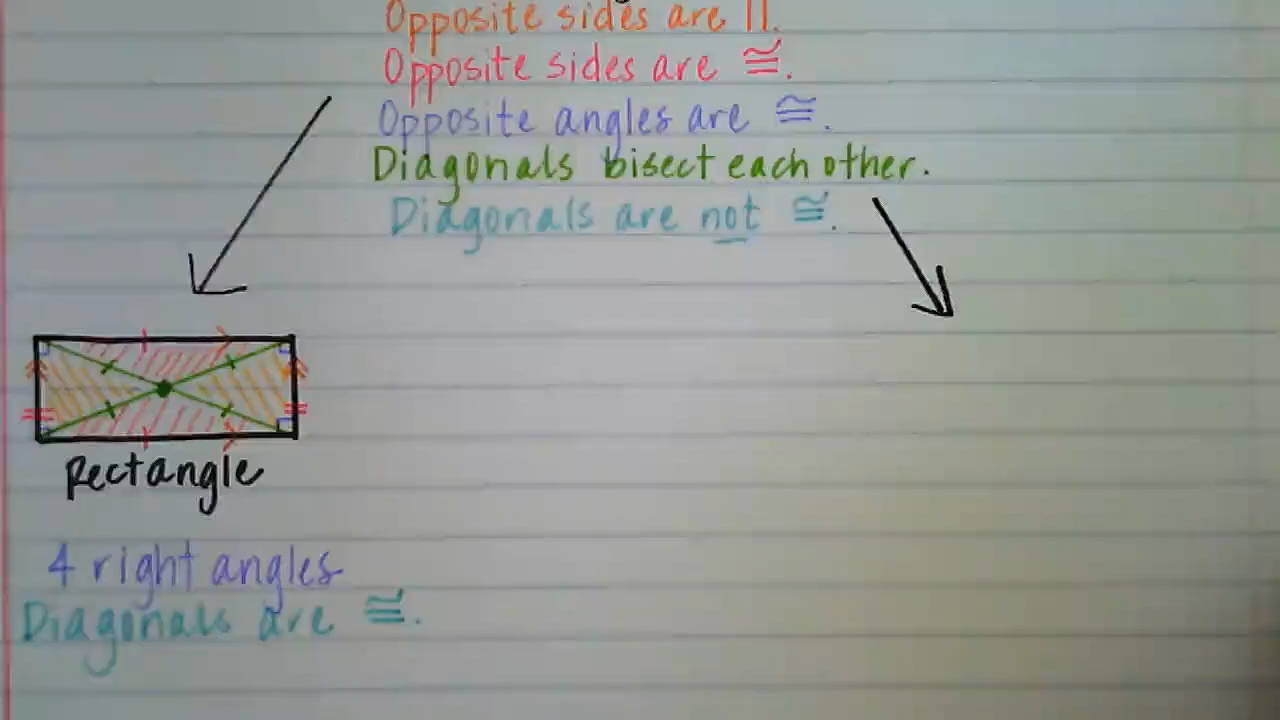 Opposite sides are ||.
Opposite sides are ≅.
Opposite angles are ≅.
Diagonals bisect each other.
Diagonals are not ≅.
Rectangle
4 right angles
Diagonals are ≅.